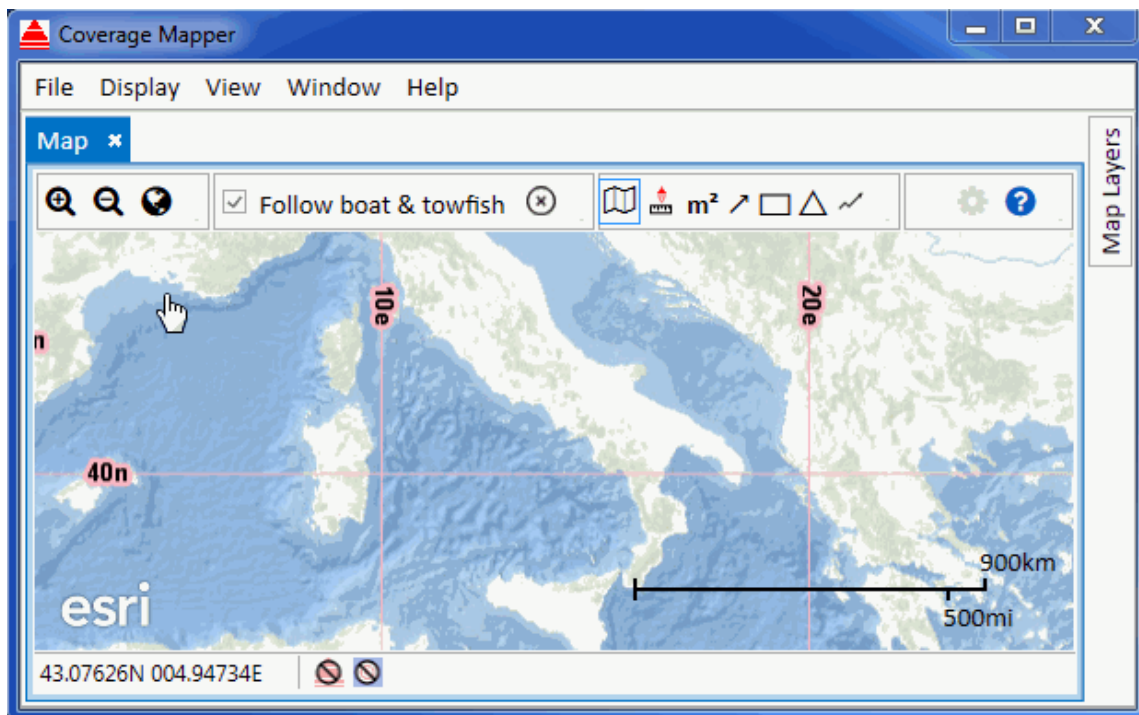 Coverage Mapper
File Display View Window Help
Map
Map Layers
Follow boat & towfish
m²
10e
20e
n
40n
900km
500mi
esri
43.07626N 004.94734E